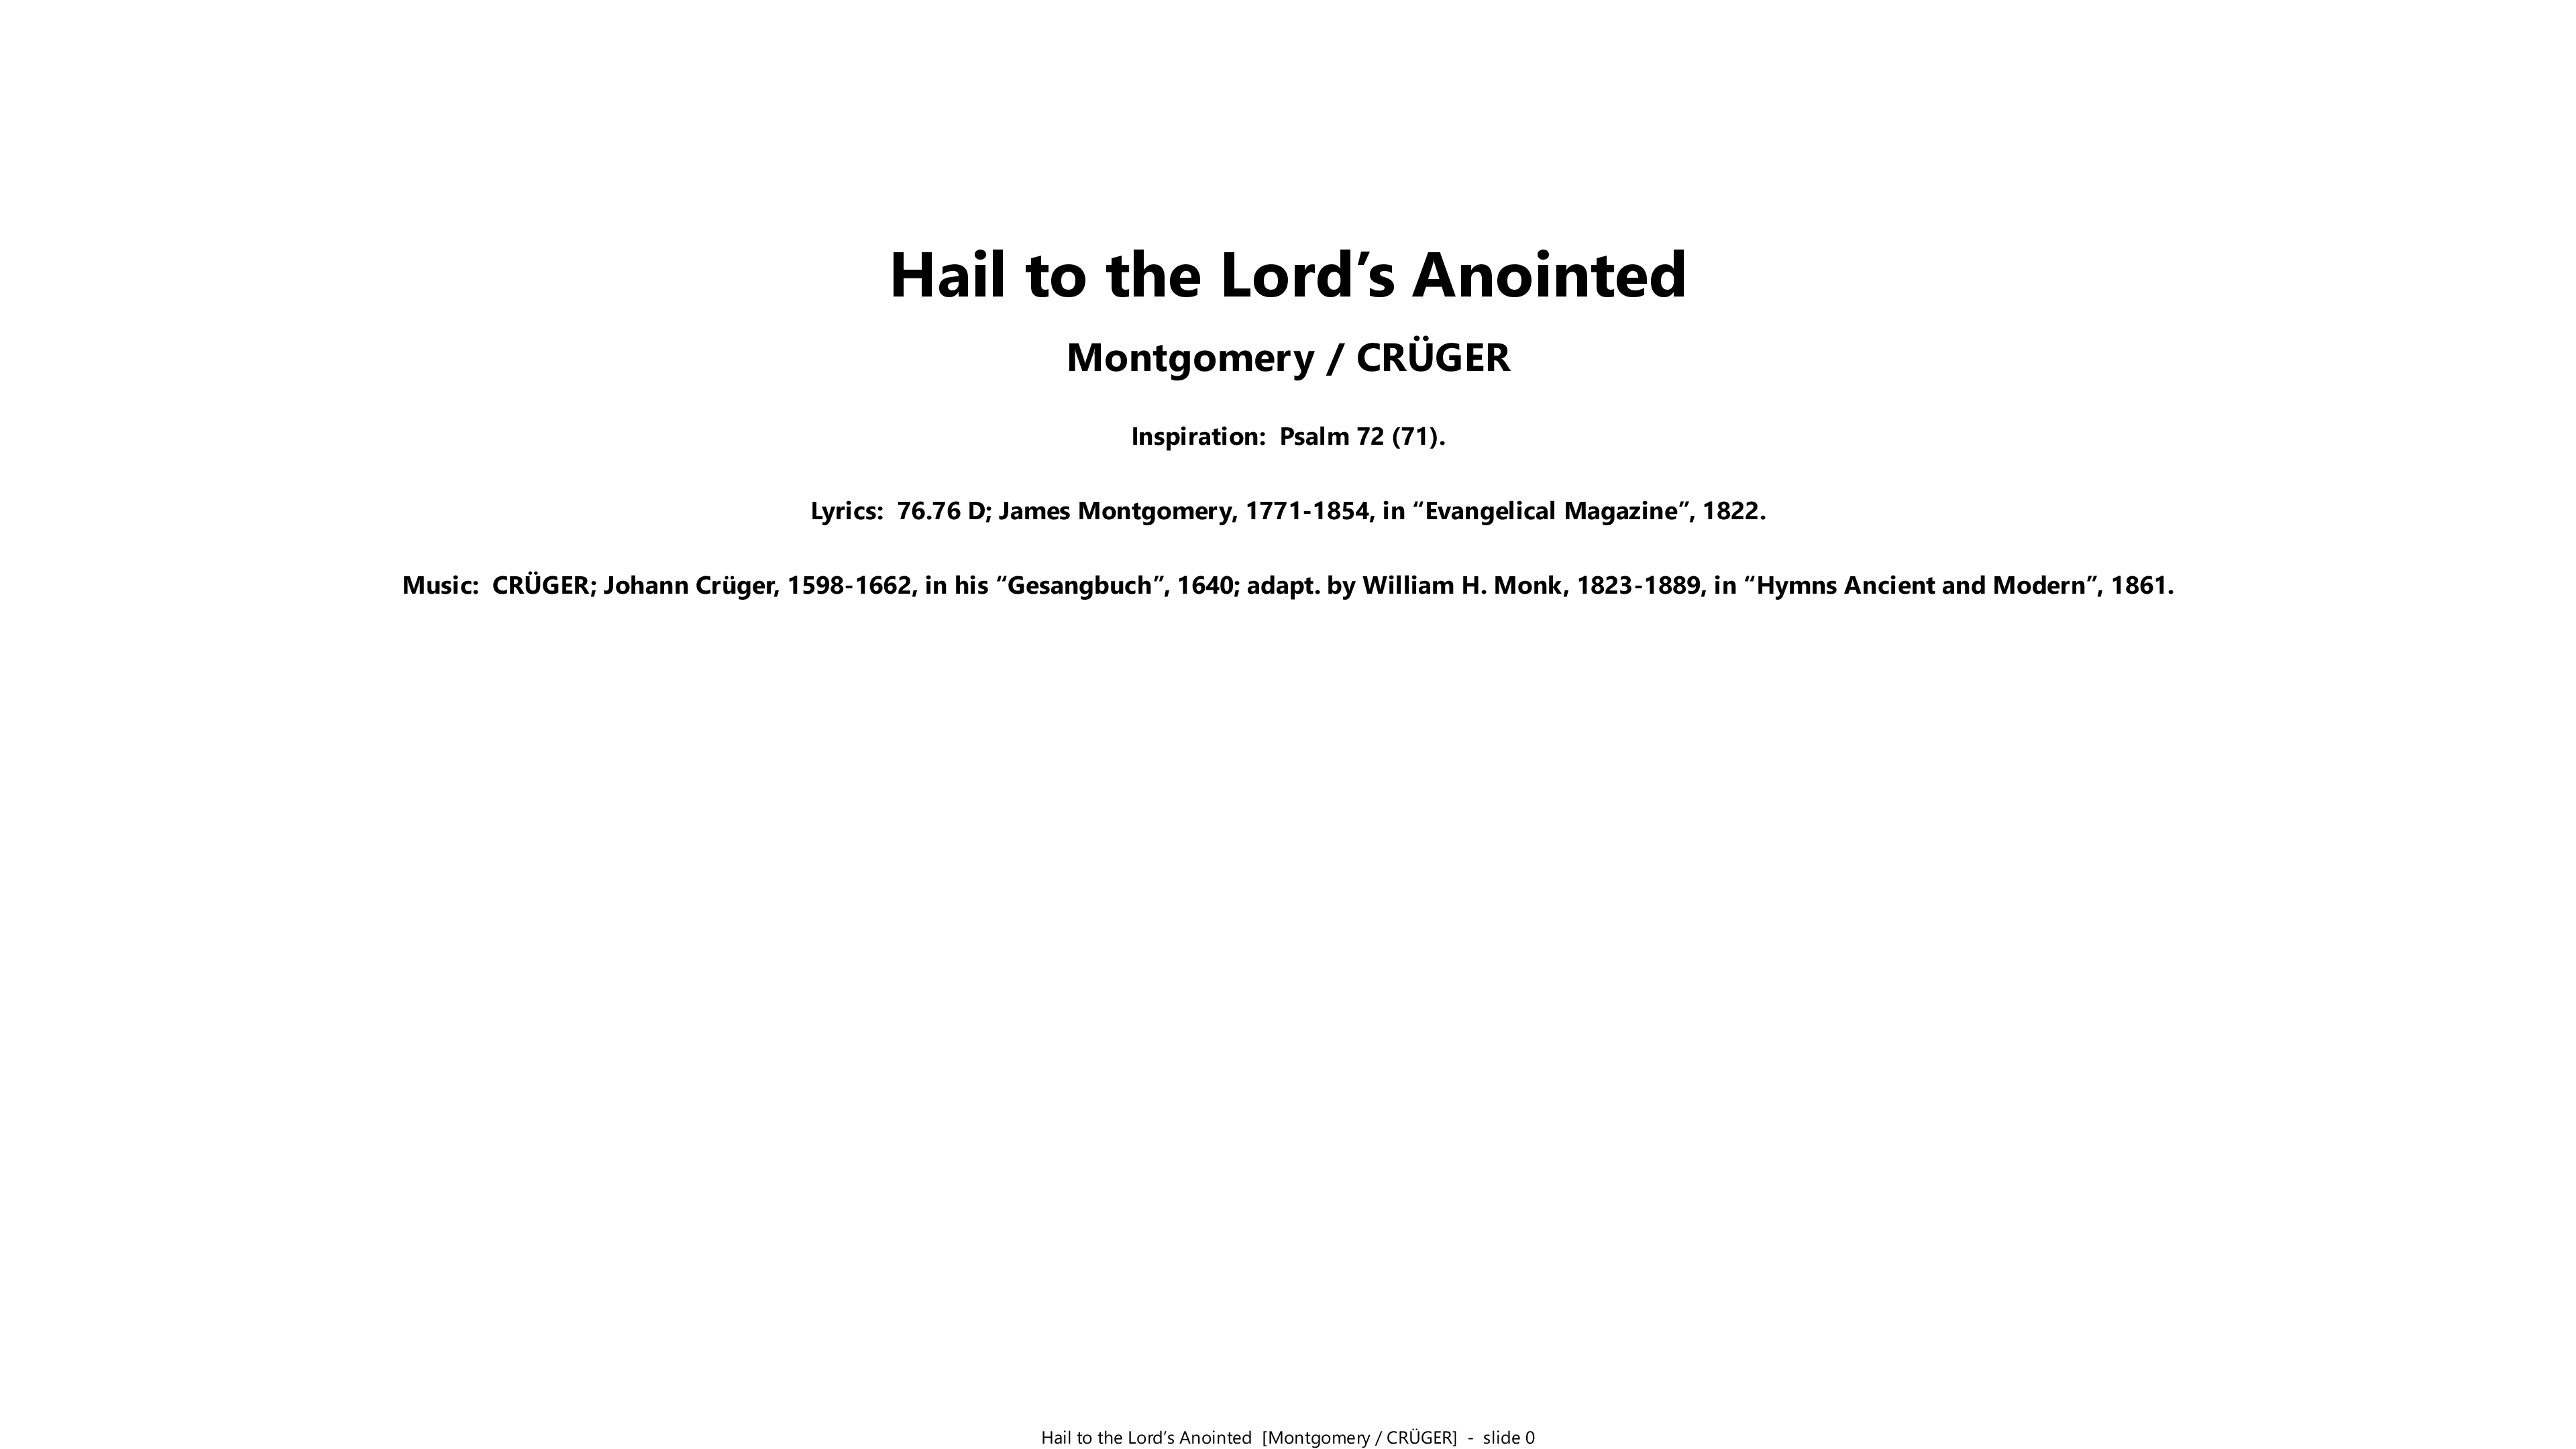 Hail to the Lord’s Anointed
Montgomery / CRÜGER
Inspiration:  Psalm 72 (71).
Lyrics:  76.76 D; James Montgomery, 1771-1854, in “Evangelical Magazine”, 1822.
Music:  CRÜGER; Johann Crüger, 1598-1662, in his “Gesangbuch”, 1640; adapt. by William H. Monk, 1823-1889, in “Hymns Ancient and Modern”, 1861.
Hail to the Lord’s Anointed  [Montgomery / CRÜGER]  -  slide 0